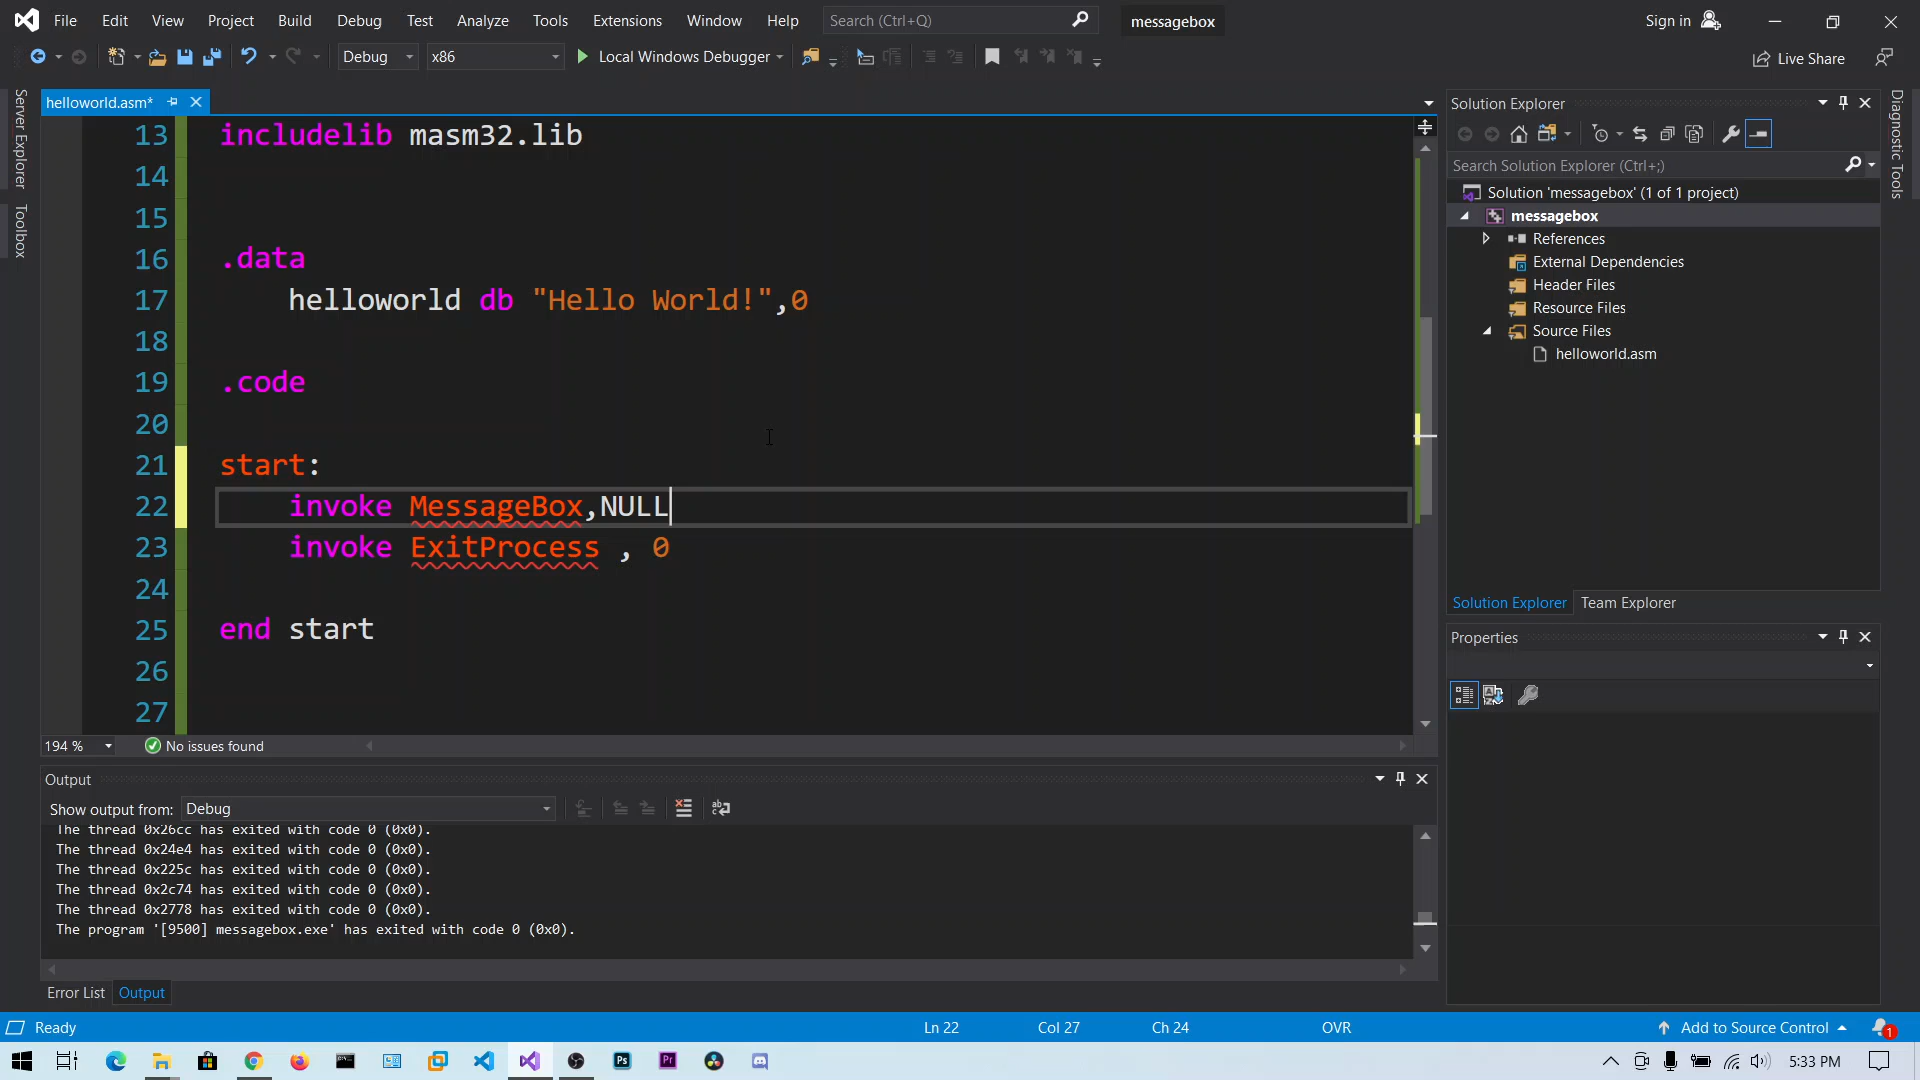 File Edit View Project Build Debug Test Analyze Tools Extensions Window Help Search (Ctrl+Q) messagebox Sign in
Debug x86 Local Windows Debugger Live Share
Server Explorer
Toolbox
helloworld.asm*
13 includelib masm32.lib
14
15
16 .data
17 helloworld db "Hello World!",0
18
19 .code
20
21 start:
22 invoke MessageBox,NULL
23 invoke ExitProcess , 0
24
25 end start
26
27
194 % No issues found
Output
Show output from: Debug
The thread 0x26cc has exited with code 0 (0x0).
The thread 0x24e4 has exited with code 0 (0x0).
The thread 0x225c has exited with code 0 (0x0).
The thread 0x2c74 has exited with code 0 (0x0).
The thread 0x2778 has exited with code 0 (0x0).
The program '[9500] messagebox.exe' has exited with code 0 (0x0).
Error List Output
Solution Explorer
Search Solution Explorer (Ctrl+;)
Solution 'messagebox' (1 of 1 project)
messagebox
References
External Dependencies
Header Files
Resource Files
Source Files
helloworld.asm
Solution Explorer Team Explorer
Properties
Diagnostic Tools
Ready Ln 22 Col 27 Ch 24 OVR Add to Source Control 1
Ps Pr 5:33 PM